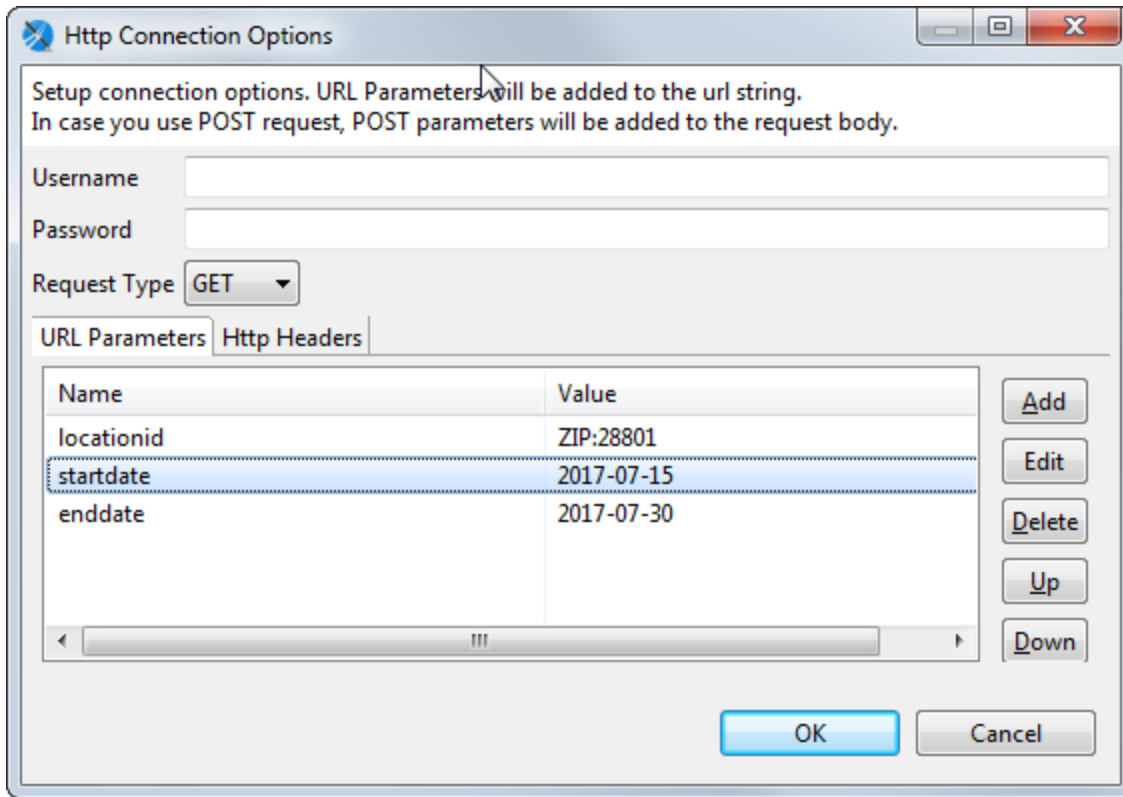 Http Connection Options
Setup connection options. URL Parameters will be added to the url string.
In case you use POST request, POST parameters will be added to the request body.
Username
Password
Request Type GET
URL Parameters Http Headers
Name Value
Add
locationid ZIP:28801
Edit
startdate 2017-07-15
enddate 2017-07-30
Delete
Up
Down
OK Cancel